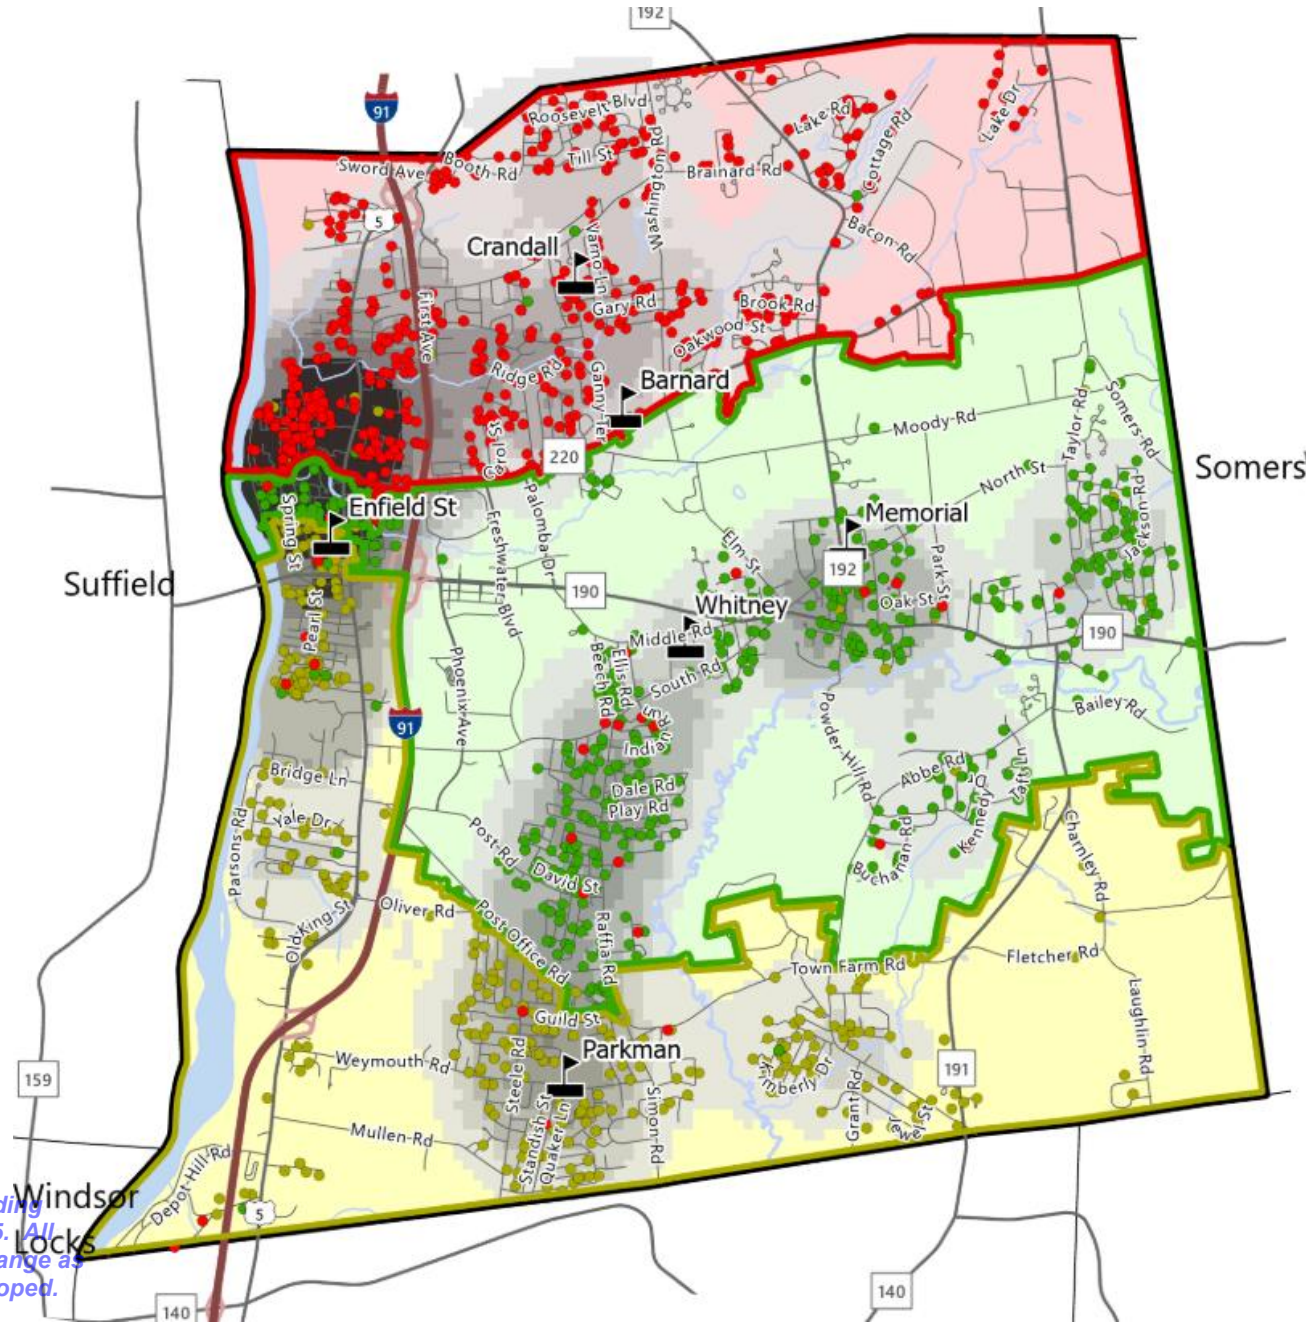 192
91
Roosevelt Blvd
Lake Rd
Lake Dr
Till St
Washington Rd
Sword Ave
Booth Rd
Brainard Rd
Cottage Rd
5
Varno Ln
Bacon Rd
Crandall
First Ave
Gary Rd
Brook Rd
Oakwood St
Ridge Rd
Ganny Ter
Barnard
Taylor Rd
Somers Rd
Carol St
Moody Rd
220
Somers
North St
Spring St
Enfield St
Palomba Dr
Freshwater Blvd
Memorial
Jackson Rd
Elm St
Park St
192
Suffield
190
Oak St
Whitney
Pearl St
Middle Rd
190
Beech Rd
Ellis Rd
South Rd
Phoenix Ave
Powder Hill Rd
Bailey Rd
91
Indian Run
Abbe Rd
Taft Ln
Bridge Ln
Dale Rd
Play Rd
Kennedy Dr
Parsons Rd
Yale Dr
Post Rd
Charnley Rd
David St
Buchanan Rd
Old King St
Oliver Rd
Post Office Rd
Raffia Rd
Fletcher Rd
Town Farm Rd
Laughlin Rd
Guild St
Parkman
159
Weymouth Rd
Steele Rd
Kimberly Dr
191
Simon Rd
Grant Rd
Jewel St
Standish St
Quaker Ln
Mullen Rd
Depot Hill Rd
Windsor
Locks
ding
5. All
ange as
oped.
5
140
140